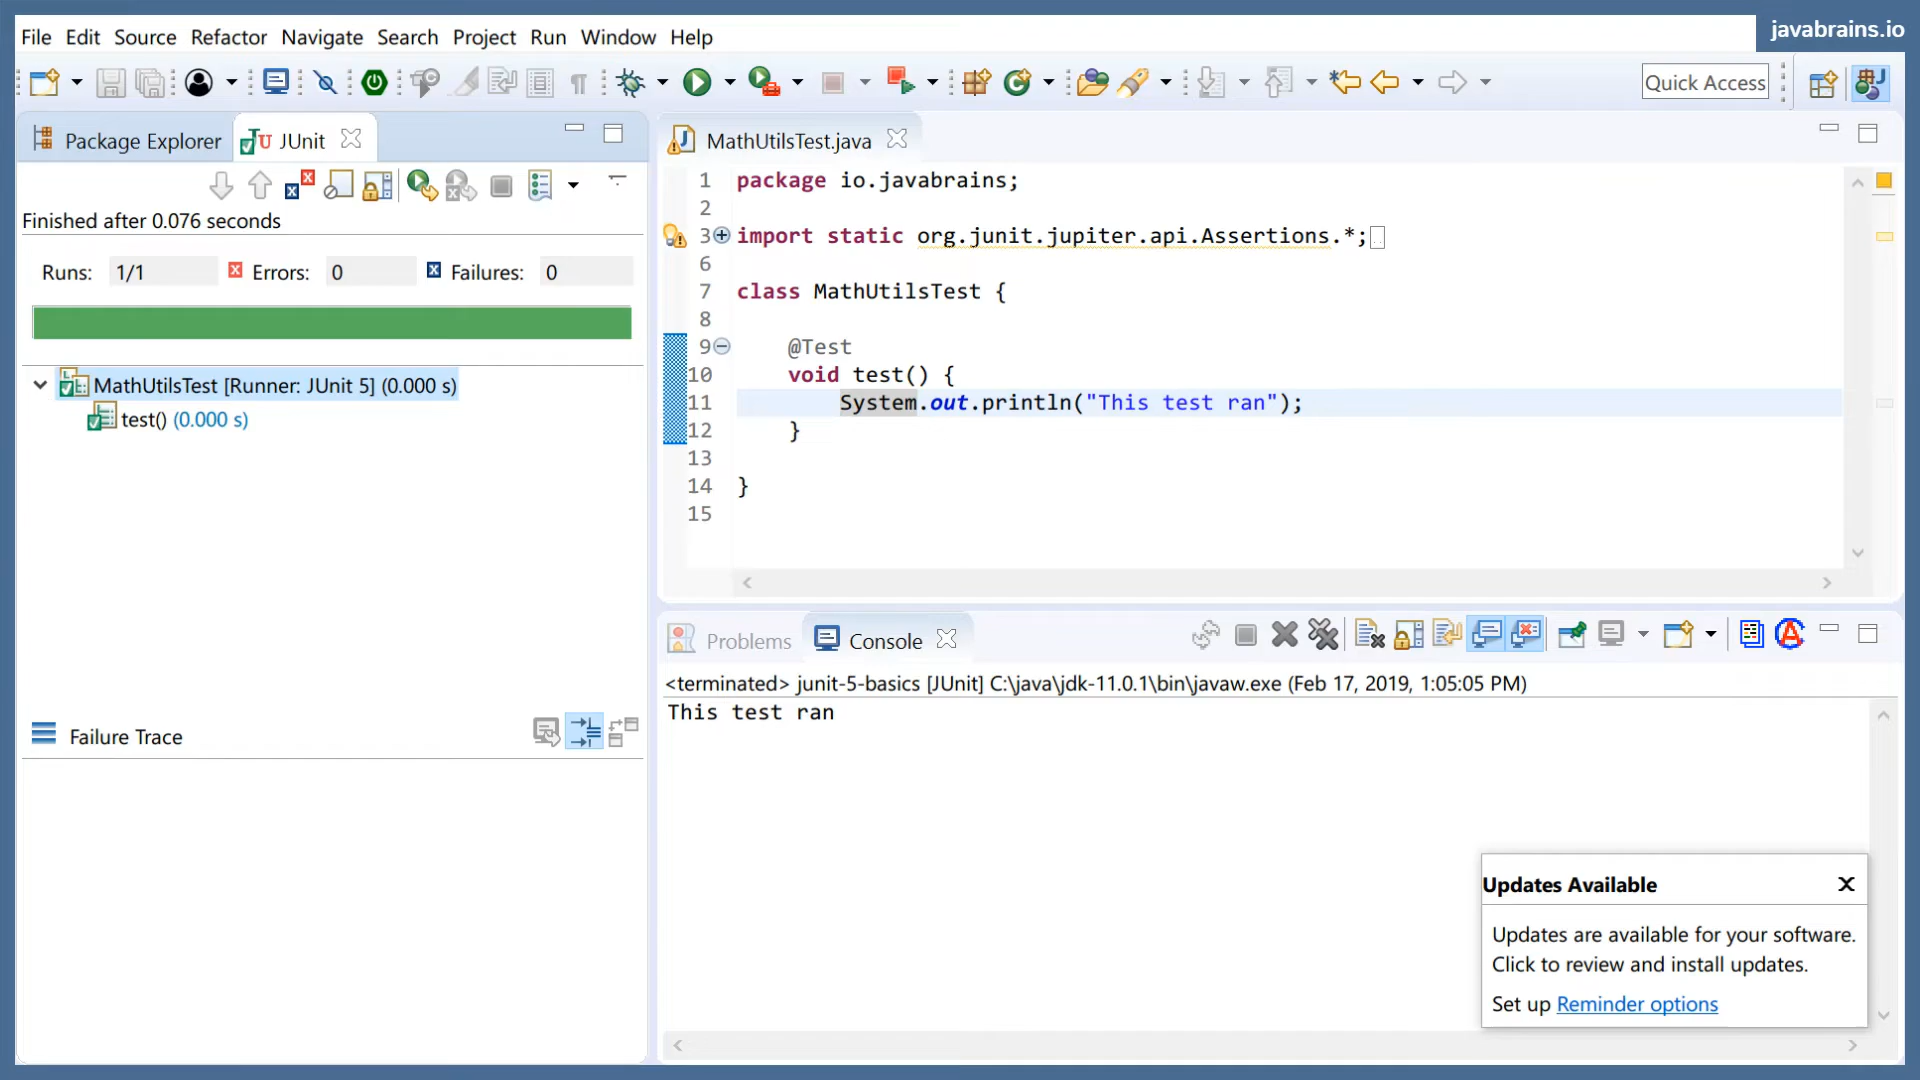 javabrains.io
File Edit Source Refactor Navigate Search Project Run Window Help
Quick Access
Package Explorer
JUnit
Finished after 0.076 seconds
Runs: 1/1 Errors: 0 Failures: 0
MathUtilsTest [Runner: JUnit 5] (0.000 s)
test() (0.000 s)
Failure Trace
MathUtilsTest.java
1 package io.javabrains;
2
3 import static org.junit.jupiter.api.Assertions.*;
6
7 class MathUtilsTest {
8
9 @Test
10 void test() {
11 System.out.println("This test ran");
12 }
13
14 }
15
Problems
Console
<terminated> junit-5-basics [JUnit] C:\java\jdk-11.0.1\bin\javaw.exe (Feb 17, 2019, 1:05:05 PM)
This test ran
Updates Available
Updates are available for your software.
Click to review and install updates.
Set up Reminder options